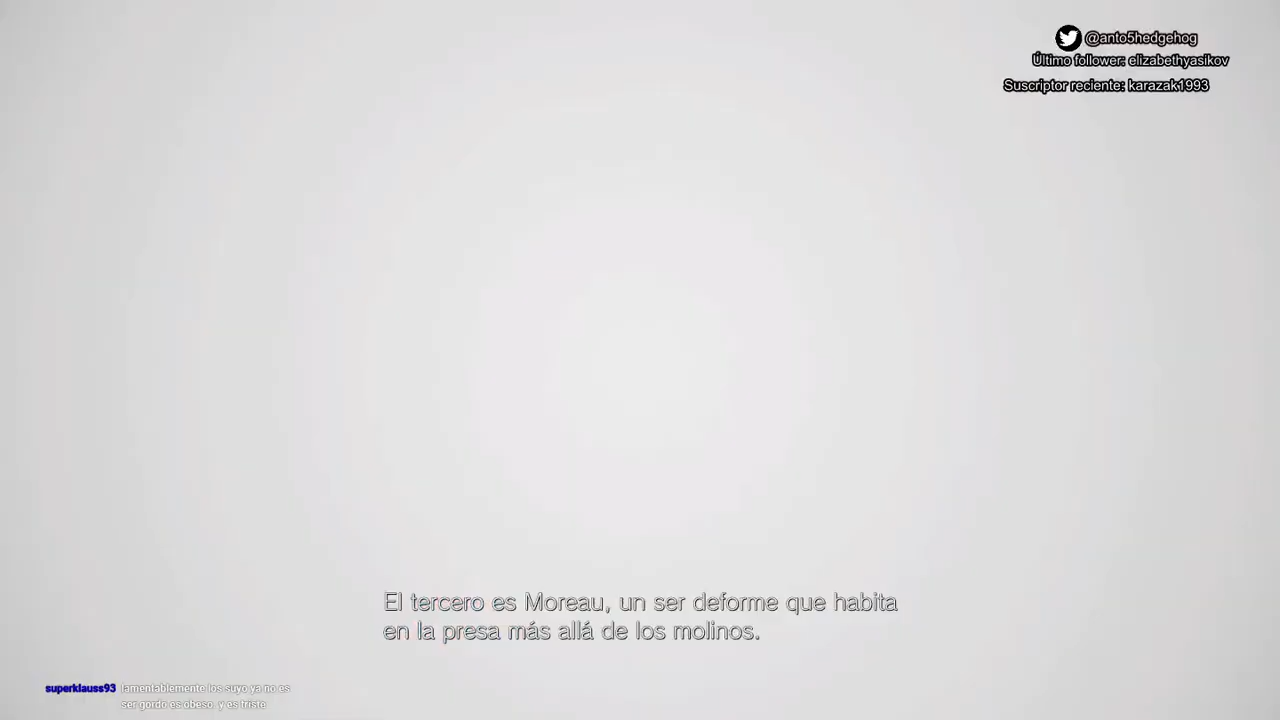 @anto5hedgehog
Último follower: elizabethyasikov
Suscriptor reciente: karazak1993
El tercero es Moreau, un ser deforme que habita
en la presa más allá de los molinos.
superklauss93 lamentablemente los suyo ya no es
ser gordo es obeso. y es triste